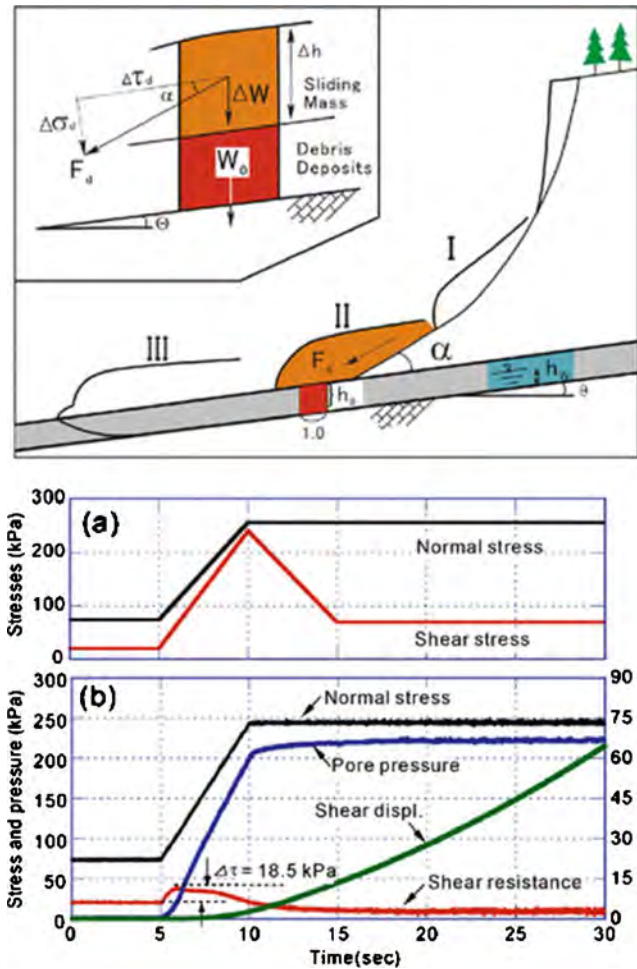 Δτd
α
ΔW
Δh
Sliding
Mass
Δσd
Fd
Wo
Debris
Deposits
Θ
I
II
III
Fd
α
ho
ho
θ
1.0
(a)
Stresses (kPa)
300
200
100
0
Normal stress
Shear stress
(b)
Stress and pressure (kPa)
300
250
200
150
100
50
0
90
75
60
45
30
15
0
Normal stress
Pore pressure
Shear displ.
Δτ = 18.5 kPa
Shear resistance
0 5 10 15 20 25 30
Time(sec)